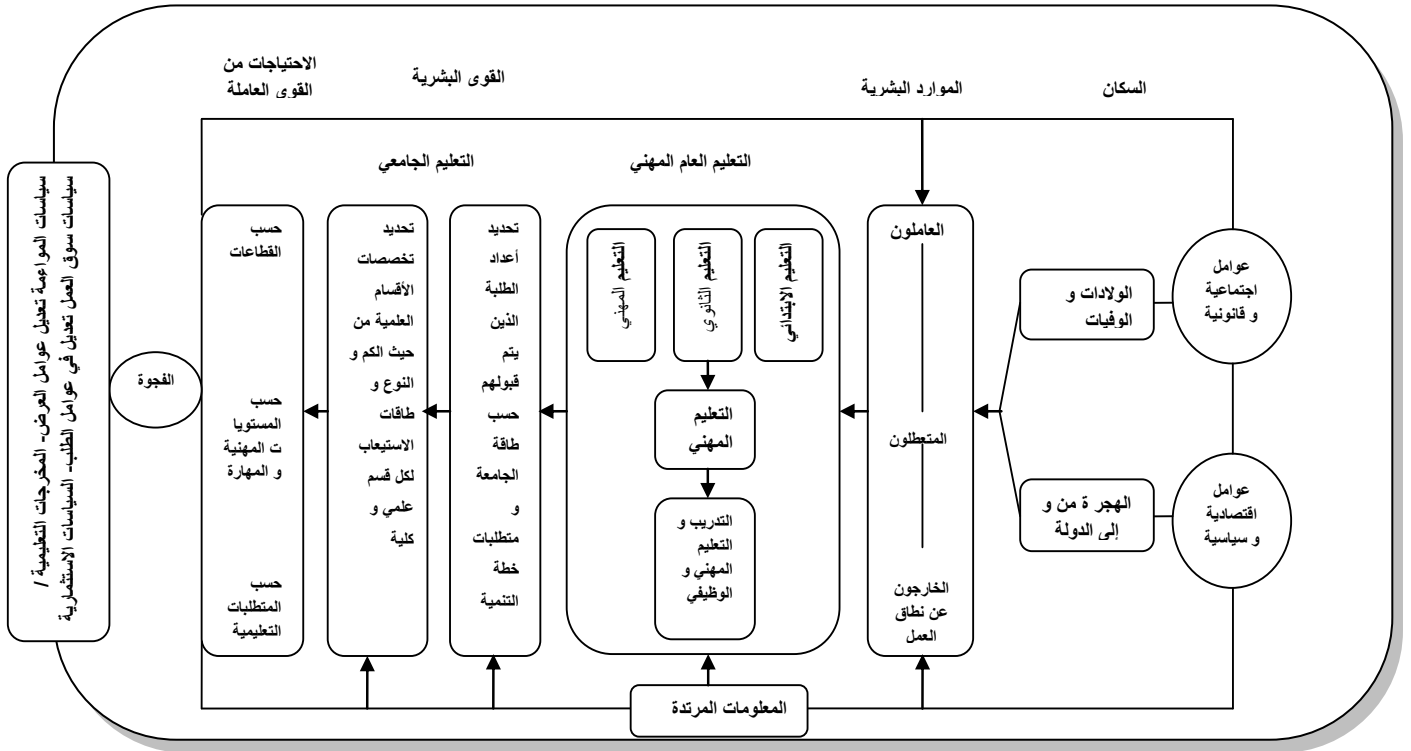 السكان
الموارد البشرية
القوى البشرية
الاحتياجات من
القوى العاملة
التعليم العام المهني
التعليم الجامعي
عوامل
اجتماعية
و قانونية
عوامل
اقتصادية
و سياسية
الولادات و
الوفيات
الهجر ة من و
إلى الدولة
العاملون
المتعطلون
الخارجون
عن نطاق
العمل
التعليم الابتدائي
التعليم الثانوي
التعليم المهني
التعليم
المهني
التدريب و
التعليم
المهني و
الوظيفي
تحديد
أعداد
الطلبة
الذين
يتم
قبولهم
حسب
طاقة
الجامعة
و
متطلبات
خطة
التنمية
تحديد
تخصصات
الأقسام
العلمية من
حيث الكم و
النوع و
طاقات
الاستيعاب
لكل قسم
علمي و
كلية
حسب
القطاعات
حسب
المستويا
ت المهنية
و المهارة
حسب
المتطلبات
التعليمية
الفجوة
سياسات المواءمة تعديل عوامل العرض- المخرجات التعليمية /
سياسات سوق العمل تعديل في عوامل الطلب- السياسات الاستثمارية
المعلومات المرتدة